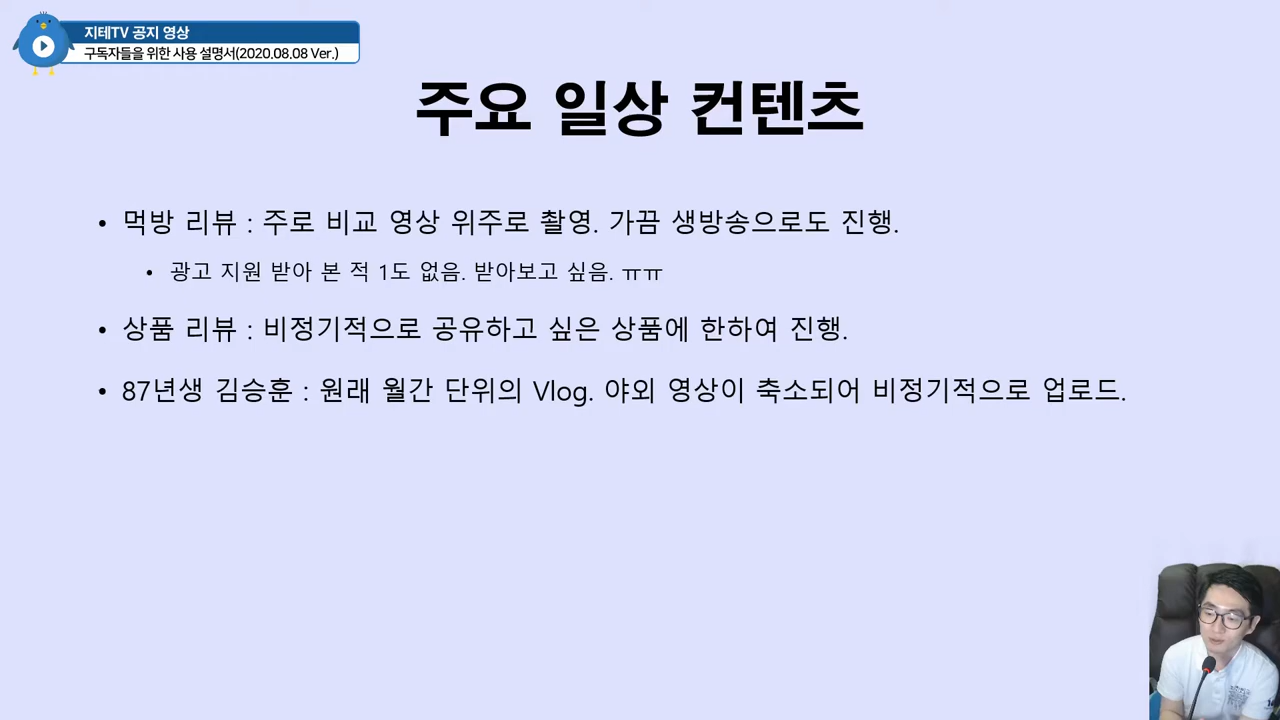 지테TV 공지 영상
구독자들을 위한 사용 설명서(2020.08.08 Ver.)
주요 일상 컨텐츠
• 먹방 리뷰 : 주로 비교 영상 위주로 촬영. 가끔 생방송으로도 진행.
• 광고 지원 받아 본 적 1도 없음. 받아보고 싶음. ㅠㅠ
• 상품 리뷰 : 비정기적으로 공유하고 싶은 상품에 한하여 진행.
• 87년생 김승훈 : 원래 월간 단위의 Vlog. 야외 영상이 축소되어 비정기적으로 업로드.